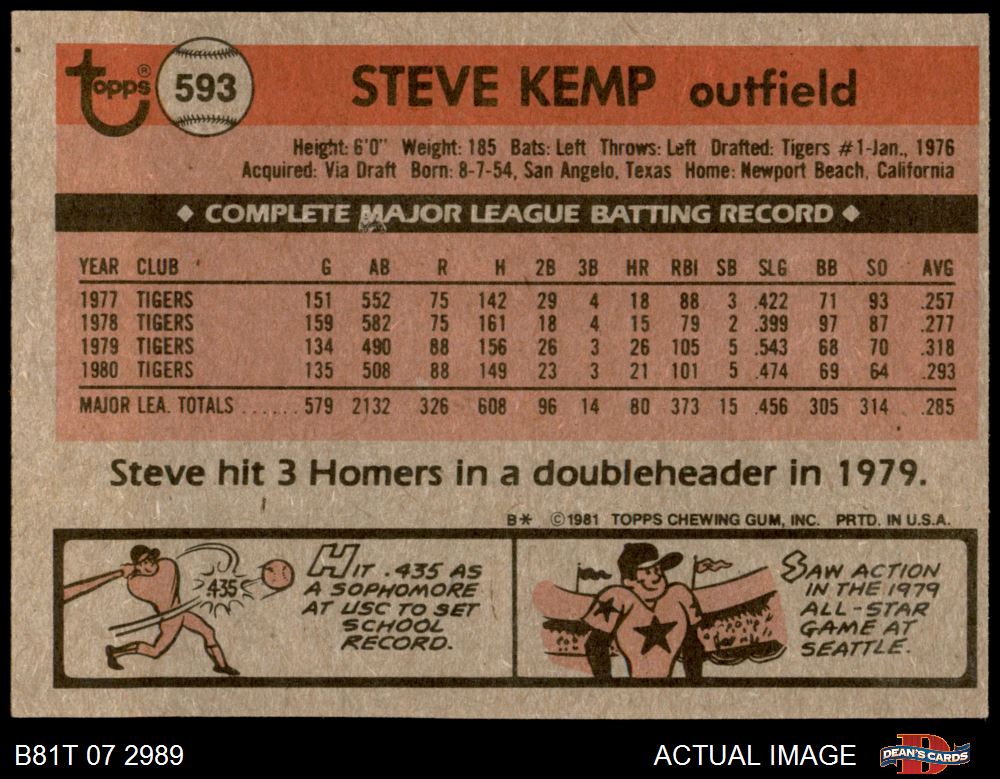 topps® 593 STEVE KEMP outfield
Height: 6'0" Weight: 185 Bats: Left Throws: Left Drafted: Tigers #1-Jan., 1976
Acquired: Via Draft Born: 8-7-54, San Angelo, Texas Home: Newport Beach, California
◆ COMPLETE MAJOR LEAGUE BATTING RECORD ◆
YEAR CLUB G AB R H 2B 3B HR RBI SB SLG BB SO AVG
1977 TIGERS 151 552 75 142 29 4 18 88 3 .422 71 93 .257
1978 TIGERS 159 582 75 161 18 4 15 79 2 .399 97 87 .277
1979 TIGERS 134 490 88 156 26 3 26 105 5 .543 68 70 .318
1980 TIGERS 135 508 88 149 23 3 21 101 5 .474 69 64 .293
MAJOR LEA. TOTALS ...... 579 2132 326 608 96 14 80 373 15 .456 305 314 .285
Steve hit 3 Homers in a doubleheader in 1979.
B* ©1981 TOPPS CHEWING GUM, INC. PRTD. IN U.S.A.
435
HIT .435 AS
A SOPHOMORE
AT USC TO SET
SCHOOL
RECORD.
SAW ACTION
IN THE 1979
ALL-STAR
GAME AT
SEATTLE.
B81T 07 2989
ACTUAL IMAGE
DEAN'S CARDS